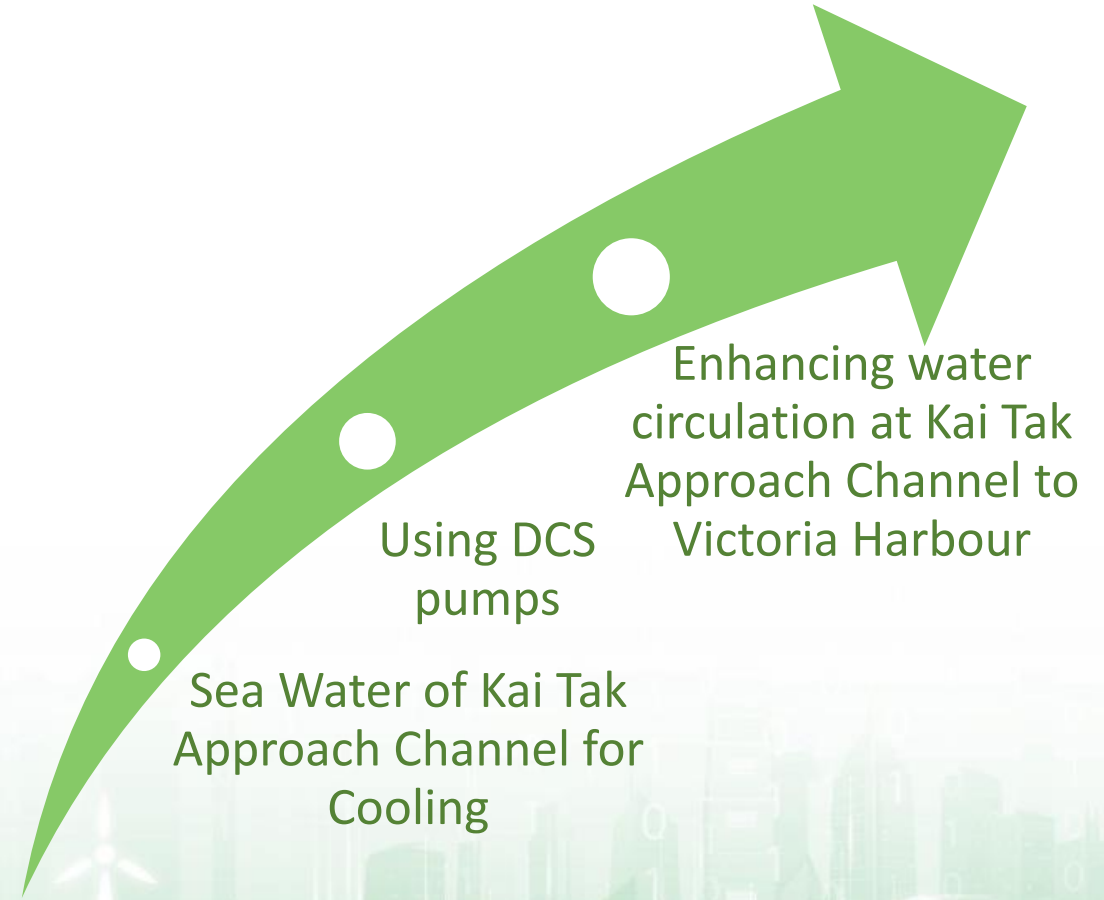 Enhancing water
circulation at Kai Tak
Approach Channel to
Victoria Harbour
Using DCS
pumps
Sea Water of Kai Tak
Approach Channel for
Cooling